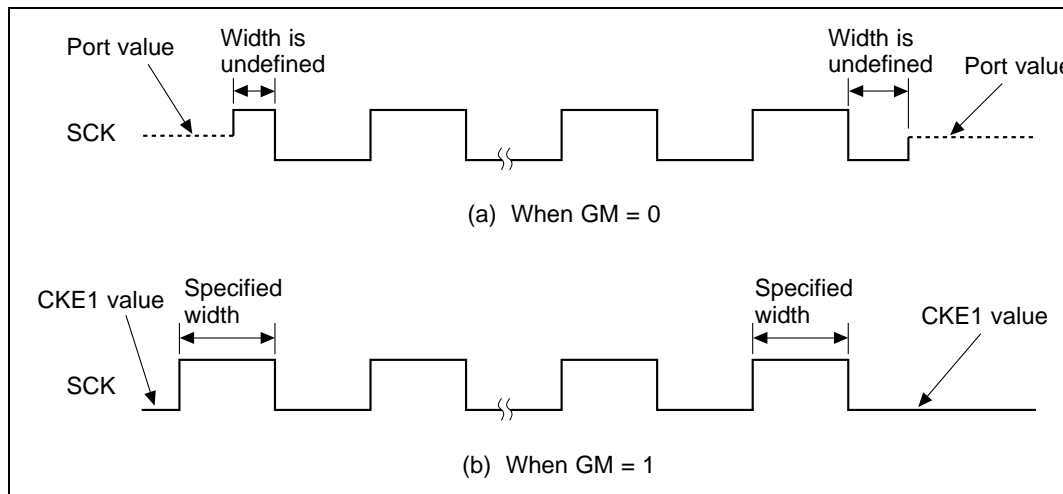 Port value
Width is
undefined
Width is
undefined
Port value
SCK
(a) When GM = 0
CKE1 value
Specified
width
Specified
width
CKE1 value
SCK
(b) When GM = 1